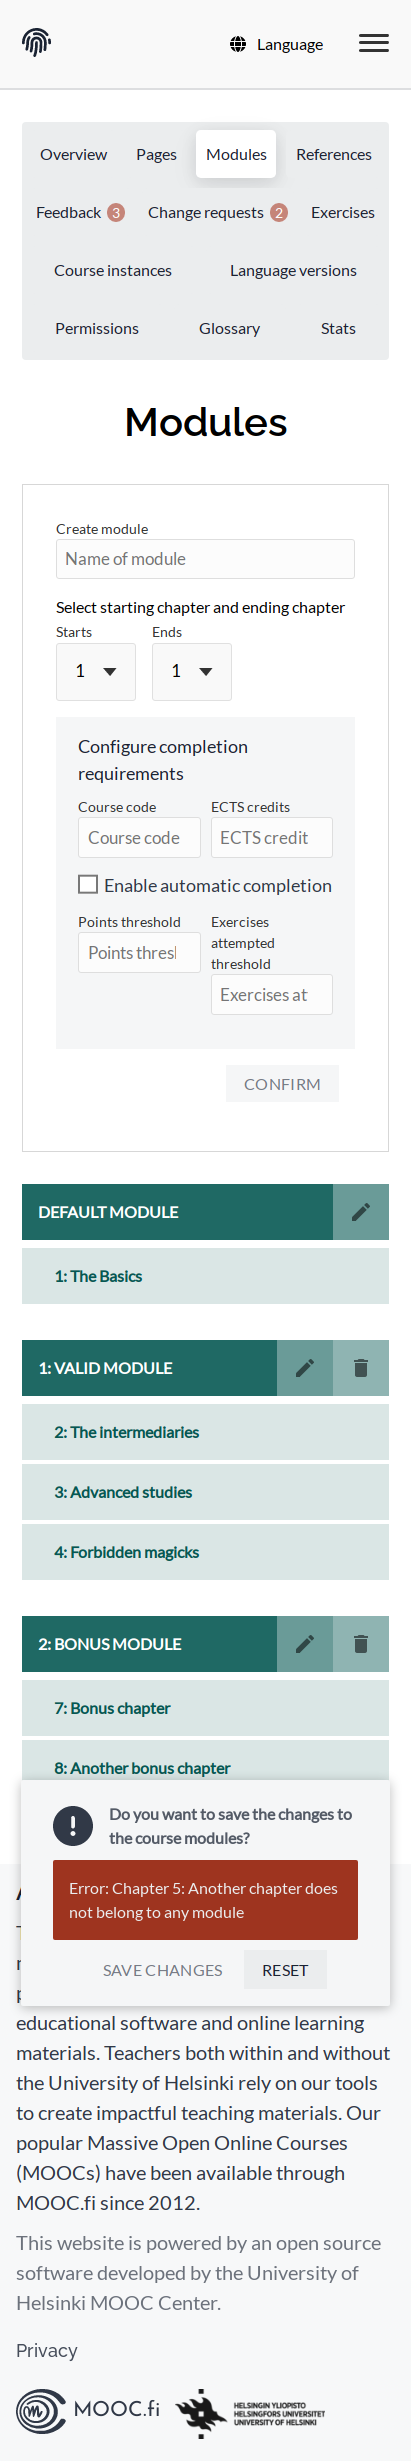 Language
Overview Pages Modules References
Feedback 3 Change requests 2 Exercises
Course instances Language versions
Permissions Glossary Stats
Modules
Create module
Name of module
Select starting chapter and ending chapter
Starts Ends
1 1
Configure completion
requirements
Course code ECTS credits
Course code ECTS credit
Enable automatic completion
Points threshold Exercises
attempted
threshold
Points thres
Exercises at
CONFIRM
DEFAULT MODULE
1: The Basics
1: VALID MODULE
2: The intermediaries
3: Advanced studies
4: Forbidden magicks
2: BONUS MODULE
7: Bonus chapter
8: Another bonus chapter
Do you want to save the changes to
the course modules?
Error: Chapter 5: Another chapter does
not belong to any module
SAVE CHANGES RESET
educational software and online learning
materials. Teachers both within and without
the University of Helsinki rely on our tools
to create impactful teaching materials. Our
popular Massive Open Online Courses
(MOOCs) have been available through
MOOC.fi since 2012.
This website is powered by an open source
software developed by the University of
Helsinki MOOC Center.
Privacy
MOOC.fi
HELSINGIN YLIOPISTO
HELSINGFORS UNIVERSITET
UNIVERSITY OF HELSINKI